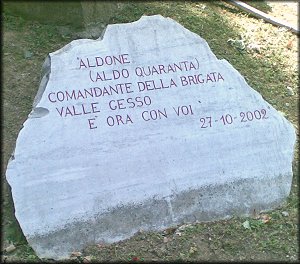 ALDONE
(ALDO QUARANTA)
COMANDANTE DELLA BRIGATA
VALLE GESSO
E' ORA CON VOI 27-10-2002